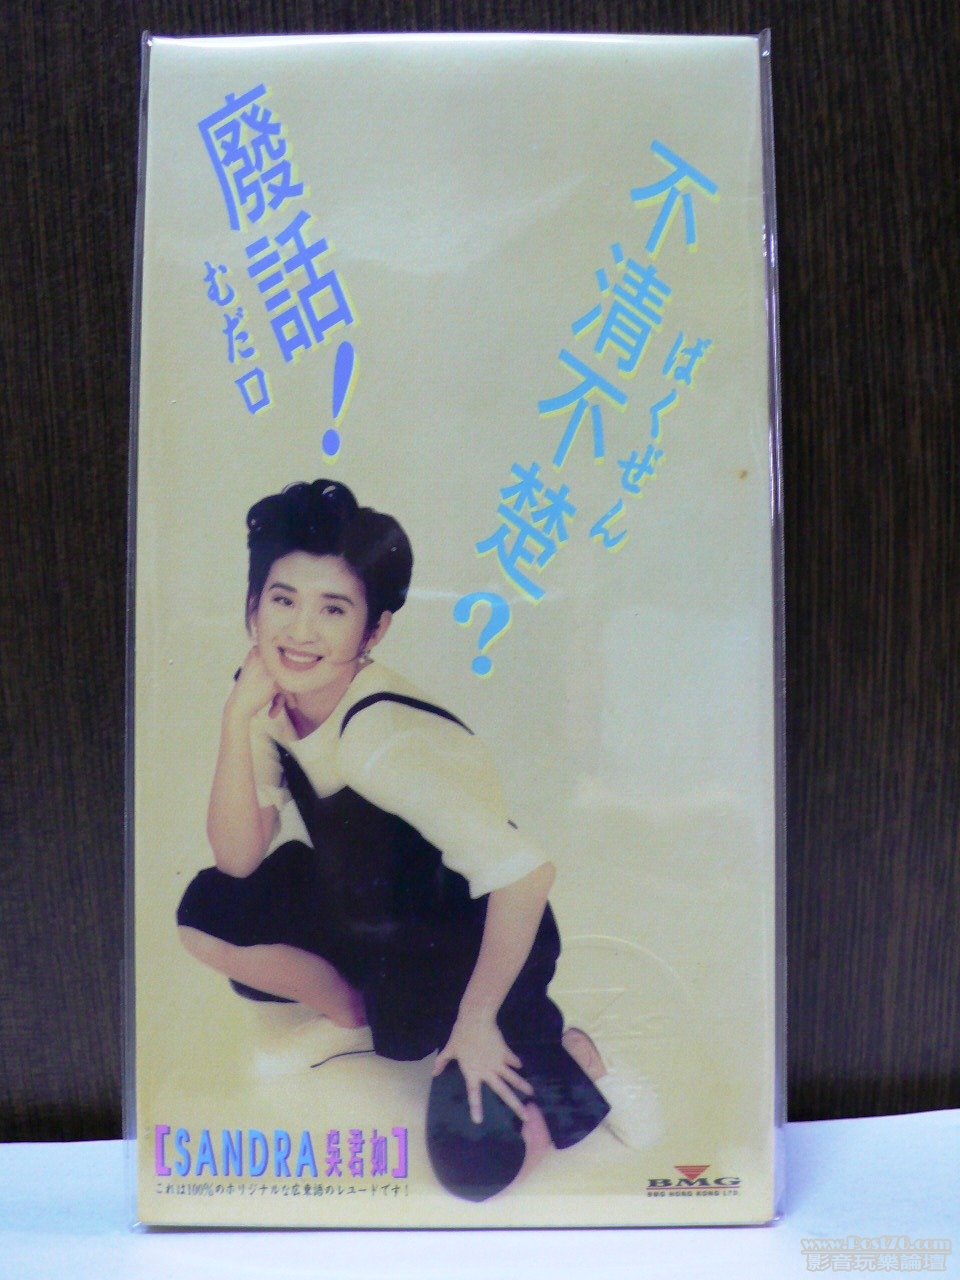 廢話！
むだ口
不清不楚？
ばくぜん
[SANDRA 吳君如]
これは100%のオリジナルな広東語のレコードです！
BMG
BMG HONG KONG LTD.
www.Post76.com
影音玩樂論壇